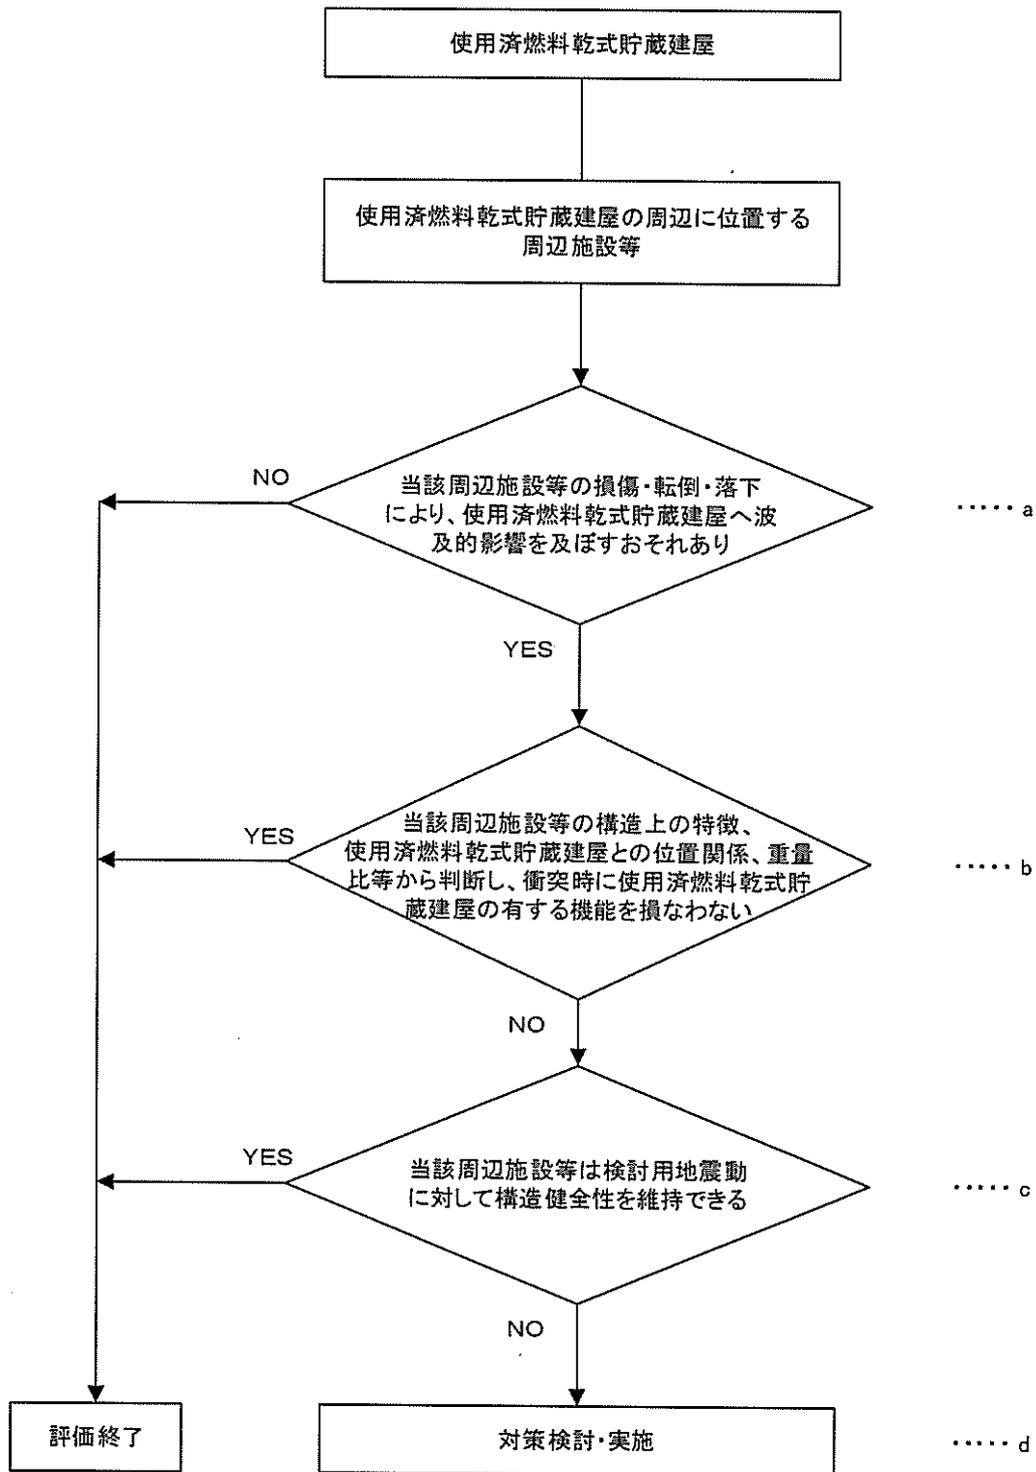 使用済燃料乾式貯蔵建屋
使用済燃料乾式貯蔵建屋の周辺に位置する
周辺施設等
NO
当該周辺施設等の損傷・転倒・落下
により、使用済燃料乾式貯蔵建屋へ波
及的影響を及ぼすおそれあり
‥‥‥ a
YES
YES
当該周辺施設等の構造上の特徴、
使用済燃料乾式貯蔵建屋との位置関係、重量
比等から判断し、衝突時に使用済燃料乾式貯
蔵建屋の有する機能を損なわない
‥‥‥ b
NO
YES
当該周辺施設等は検討用地震動
に対して構造健全性を維持できる
‥‥‥ c
NO
評価終了
対策検討・実施
‥‥‥ d